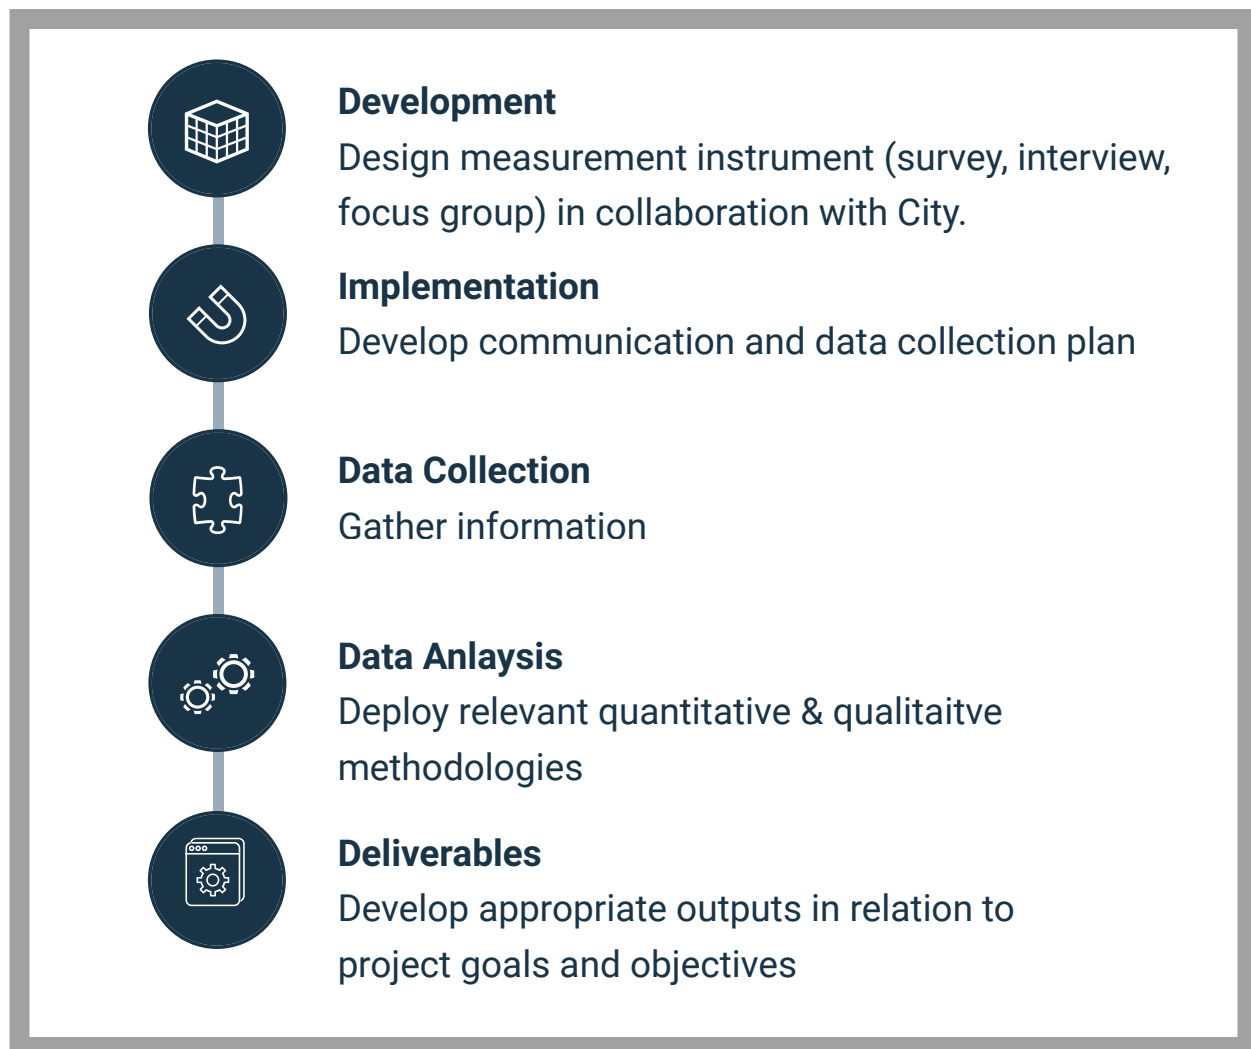 Development
Design measurement instrument (survey, interview,
focus group) in collaboration with City.
Implementation
Develop communication and data collection plan
Data Collection
Gather information
Data Anlaysis
Deploy relevant quantitative & qualitaitve
methodologies
Deliverables
Develop appropriate outputs in relation to
project goals and objectives